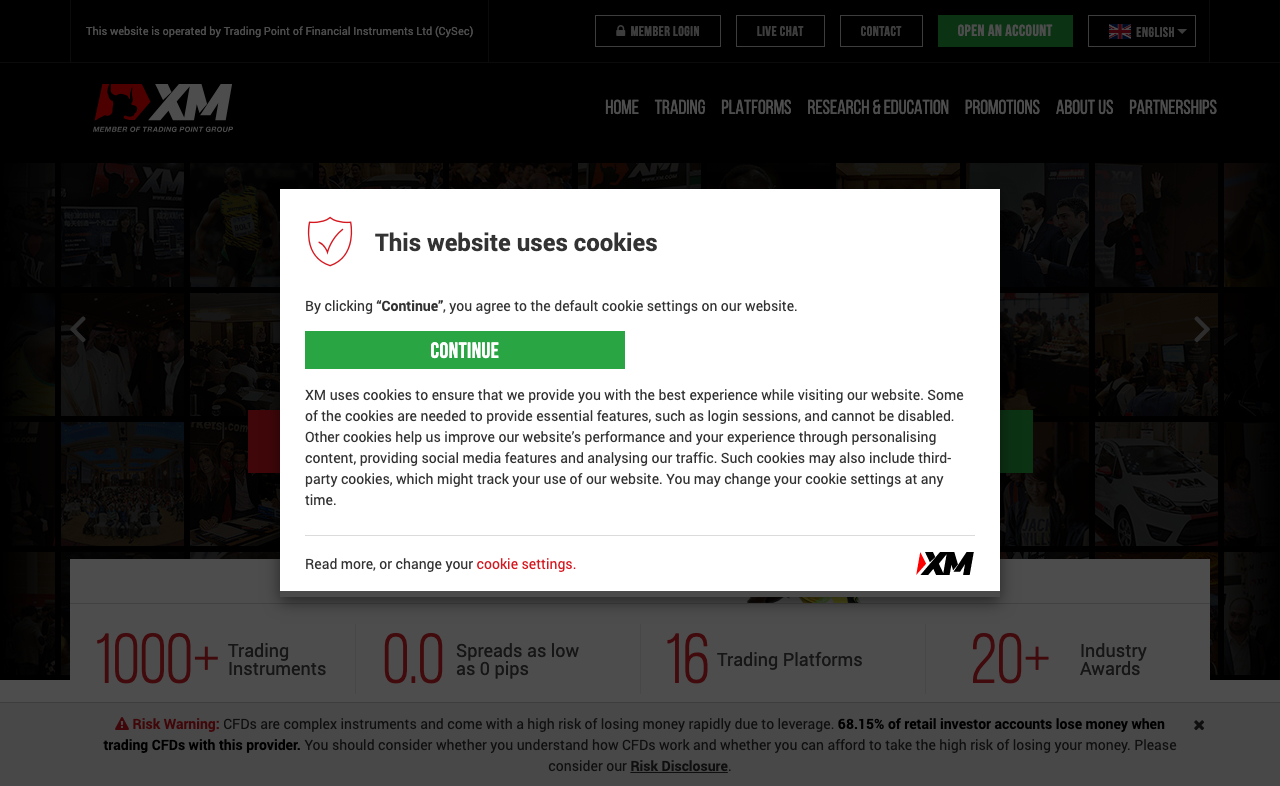 This website is operated by Trading Point of Financial Instruments Ltd (CySec)
MEMBER LOGIN
LIVE CHAT
CONTACT
OPEN AN ACCOUNT
ENGLISH
XM
MEMBER OF TRADING POINT GROUP
HOME
TRADING
PLATFORMS
RESEARCH & EDUCATION
PROMOTIONS
ABOUT US
PARTNERSHIPS
This website uses cookies
By clicking “Continue”, you agree to the default cookie settings on our website.
CONTINUE
XM uses cookies to ensure that we provide you with the best experience while visiting our website. Some
of the cookies are needed to provide essential features, such as login sessions, and cannot be disabled.
Other cookies help us improve our website’s performance and your experience through personalising
content, providing social media features and analysing our traffic. Such cookies may also include third-
party cookies, which might track your use of our website. You may change your cookie settings at any
time.
Read more, or change your cookie settings.
XM
1000+ Trading
Instruments
0.0 Spreads as low
as 0 pips
16 Trading Platforms
20+ Industry
Awards
Risk Warning: CFDs are complex instruments and come with a high risk of losing money rapidly due to leverage. 68.15% of retail investor accounts lose money when
trading CFDs with this provider. You should consider whether you understand how CFDs work and whether you can afford to take the high risk of losing your money. Please
consider our Risk Disclosure.